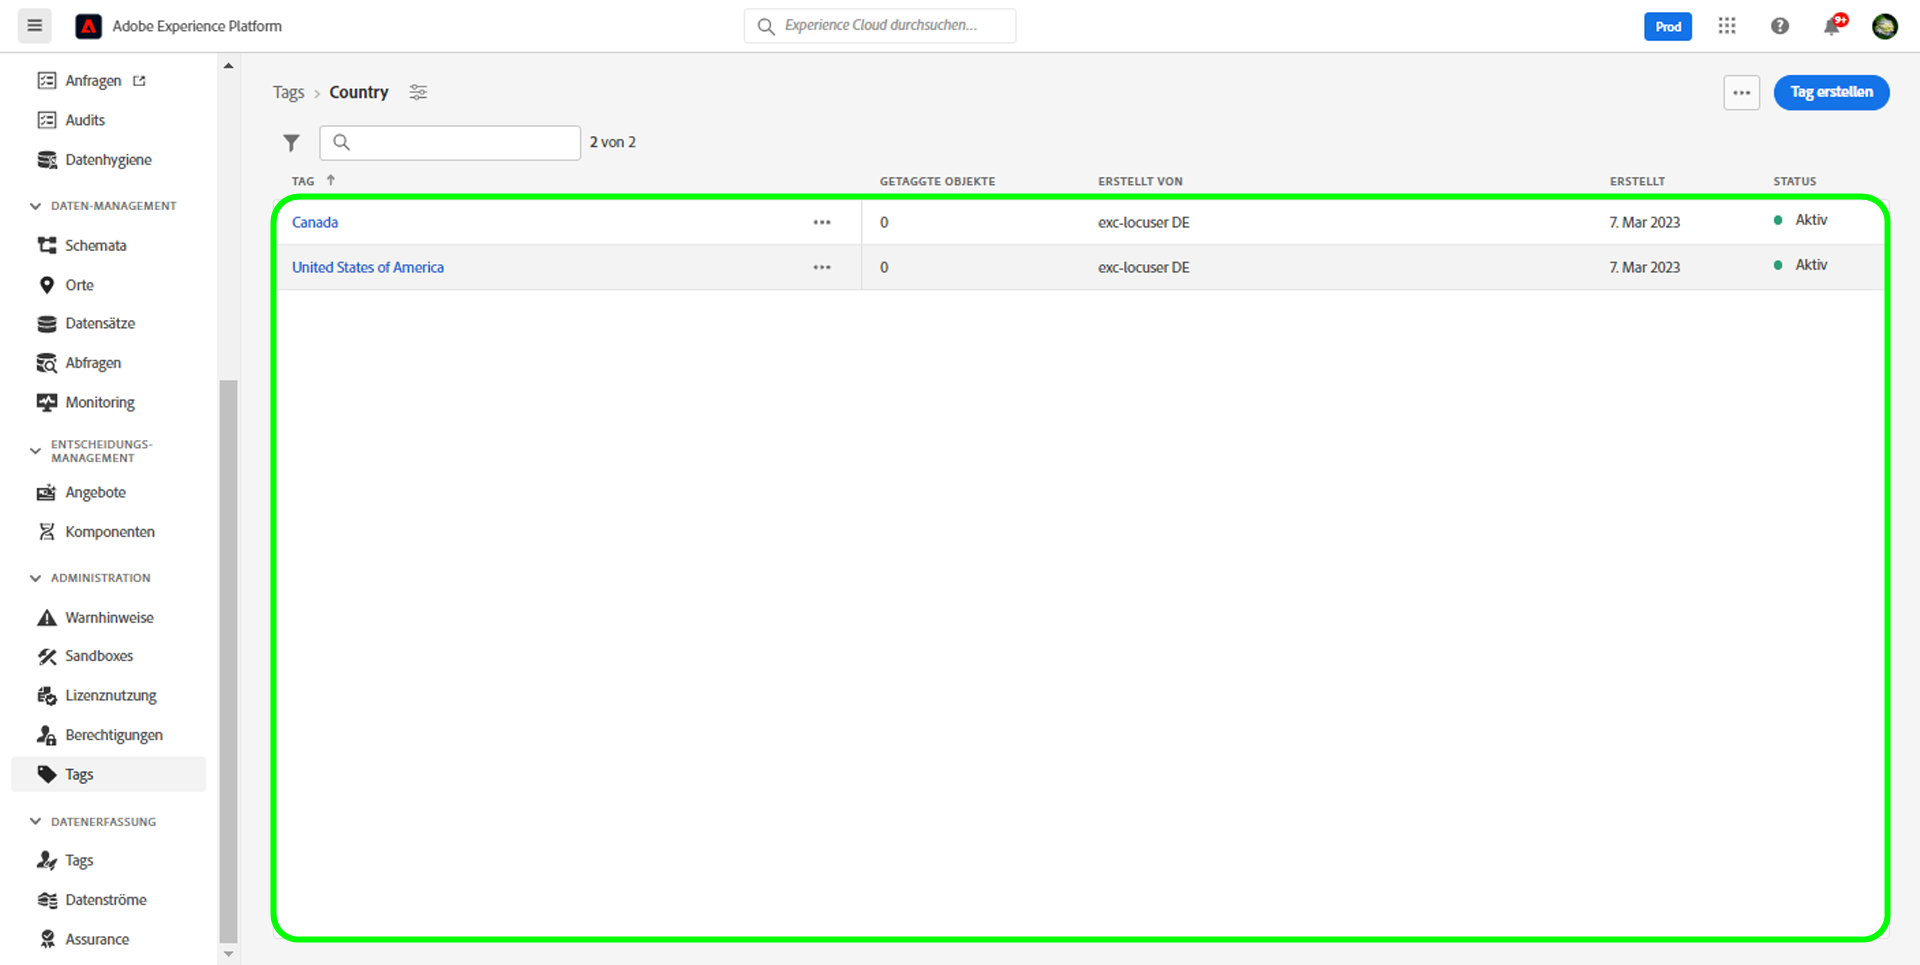 Adobe Experience Platform
Experience Cloud durchsuchen...
Prod
9+
Anfragen
Audits
Datenhygiene
DATEN-MANAGEMENT
Schemata
Orte
Datensätze
Abfragen
Monitoring
ENTSCHEIDUNGS-
MANAGEMENT
Angebote
Komponenten
ADMINISTRATION
Warnhinweise
Sandboxes
Lizenznutzung
Berechtigungen
Tags
DATENERFASSUNG
Tags
Datenströme
Assurance
Tags > Country
Tag erstellen
2 von 2
TAG ↑ GETAGGTE OBJEKTE ERSTELLT VON ERSTELLT STATUS
Canada ••• 0 exc-locuser DE 7. Mar 2023 Aktiv
United States of America ••• 0 exc-locuser DE 7. Mar 2023 Aktiv